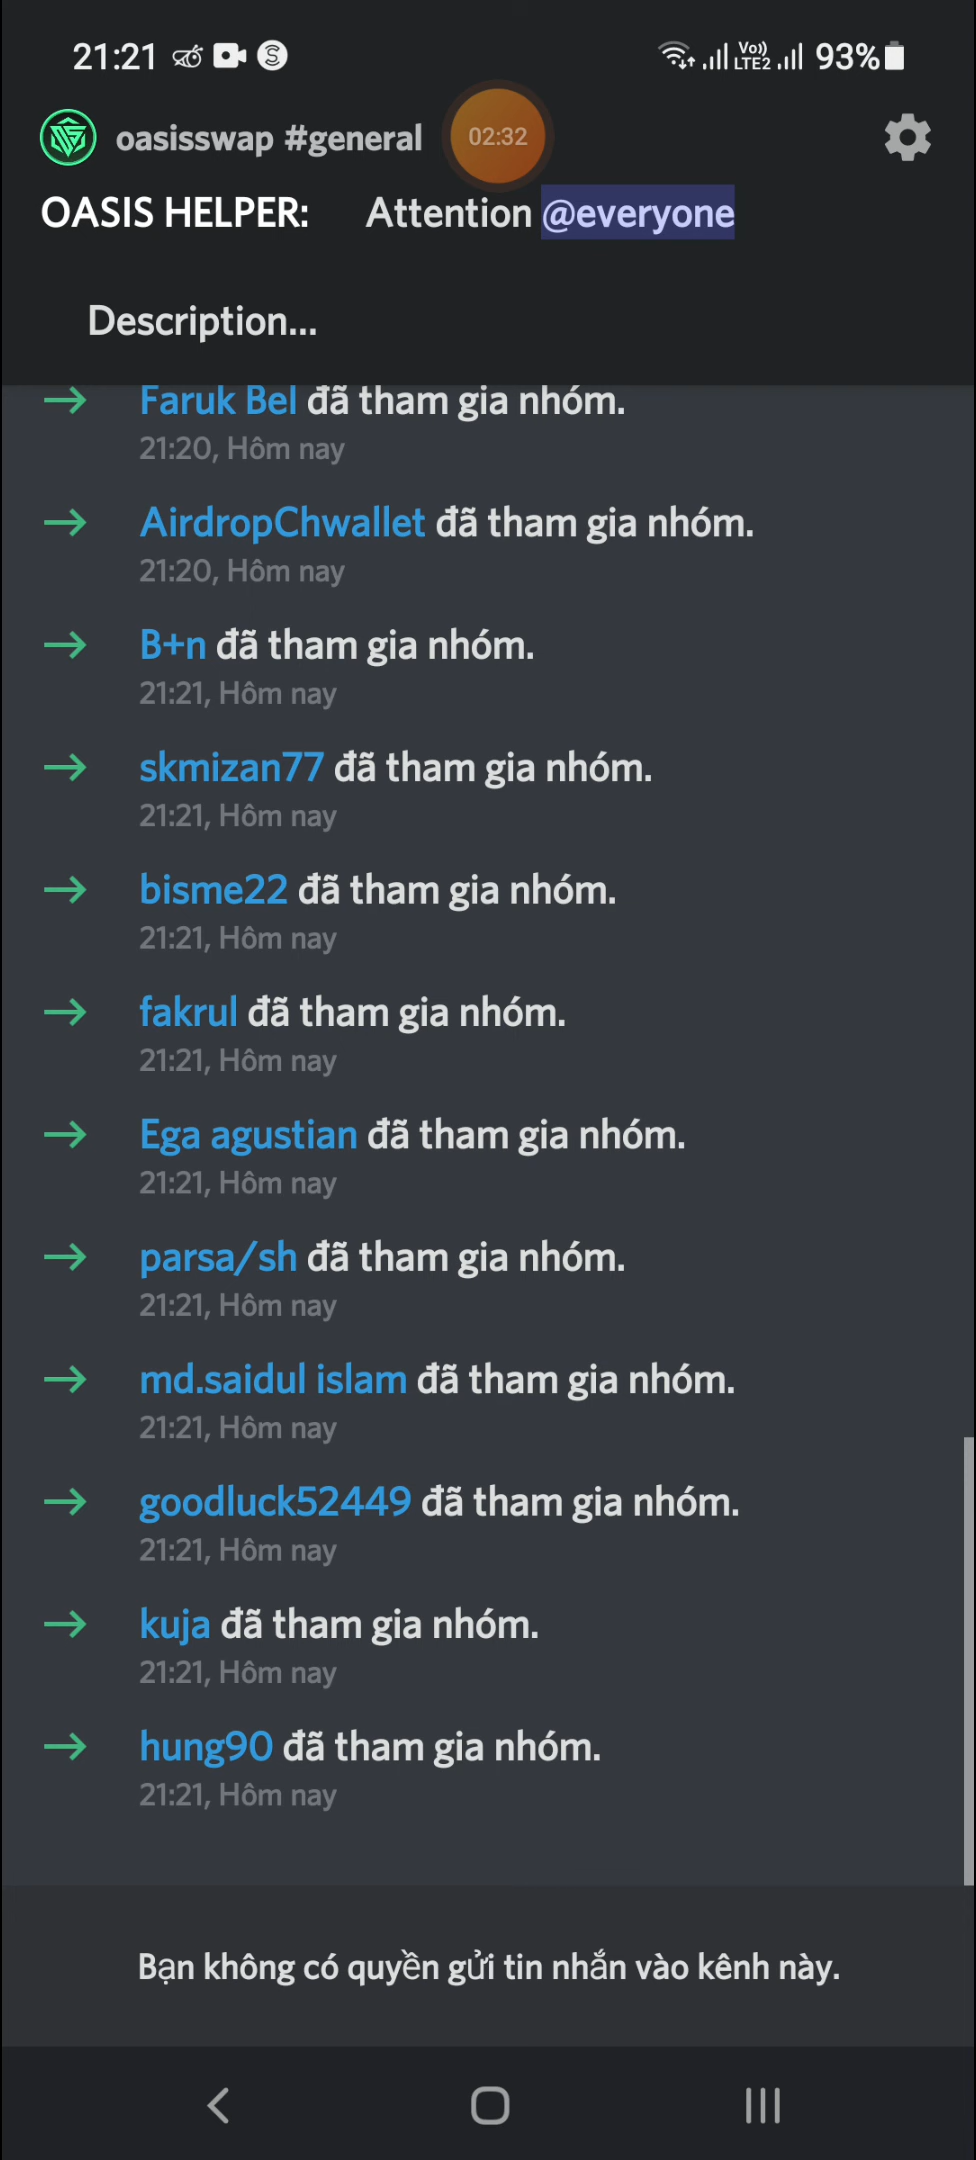 21:21
Vo))
LTE2
93%
oasisswap #general
02:32
OASIS HELPER: Attention @everyone
Description...
Faruk Bel đã tham gia nhóm.
21:20, Hôm nay
AirdropChwallet đã tham gia nhóm.
21:20, Hôm nay
B+n đã tham gia nhóm.
21:21, Hôm nay
skmizan77 đã tham gia nhóm.
21:21, Hôm nay
bisme22 đã tham gia nhóm.
21:21, Hôm nay
fakrul đã tham gia nhóm.
21:21, Hôm nay
Ega agustian đã tham gia nhóm.
21:21, Hôm nay
parsa/sh đã tham gia nhóm.
21:21, Hôm nay
md.saidul islam đã tham gia nhóm.
21:21, Hôm nay
goodluck52449 đã tham gia nhóm.
21:21, Hôm nay
kuja đã tham gia nhóm.
21:21, Hôm nay
hung90 đã tham gia nhóm.
21:21, Hôm nay
Bạn không có quyền gửi tin nhắn vào kênh này.